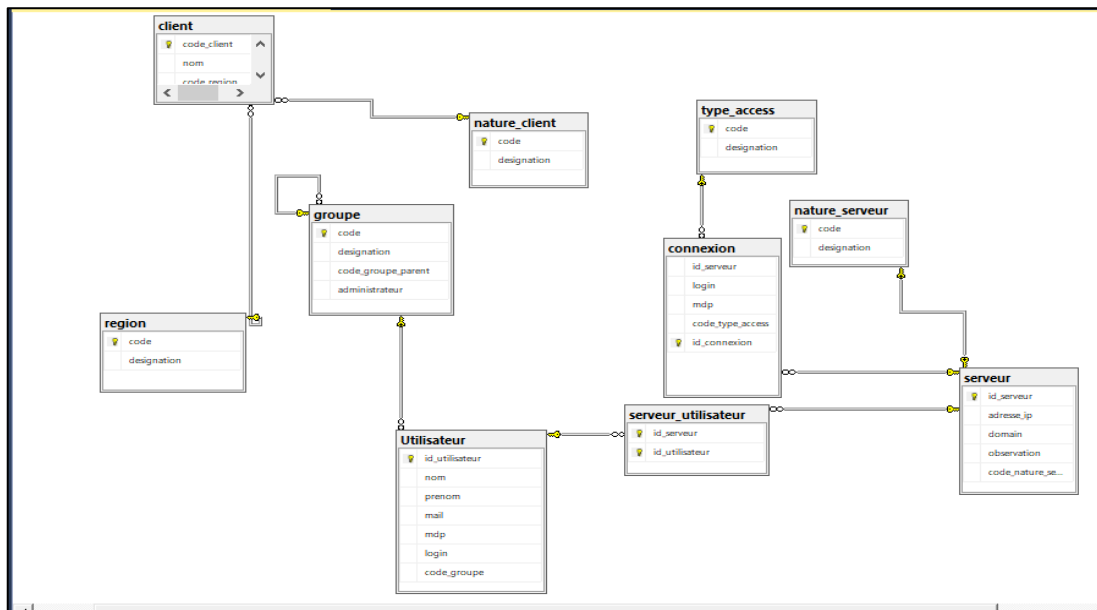 client
code_client
nom
code_region
nature_client
code
designation
type_access
code
designation
groupe
code
designation
code_groupe_parent
administrateur
nature_serveur
code
designation
connexion
id_serveur
login
mdp
code_type_access
id_connexion
region
code
designation
serveur
id_serveur
adresse_ip
domain
observation
code_nature_se...
serveur_utilisateur
id_serveur
id_utilisateur
Utilisateur
id_utilisateur
nom
prenom
mail
mdp
login
code_groupe